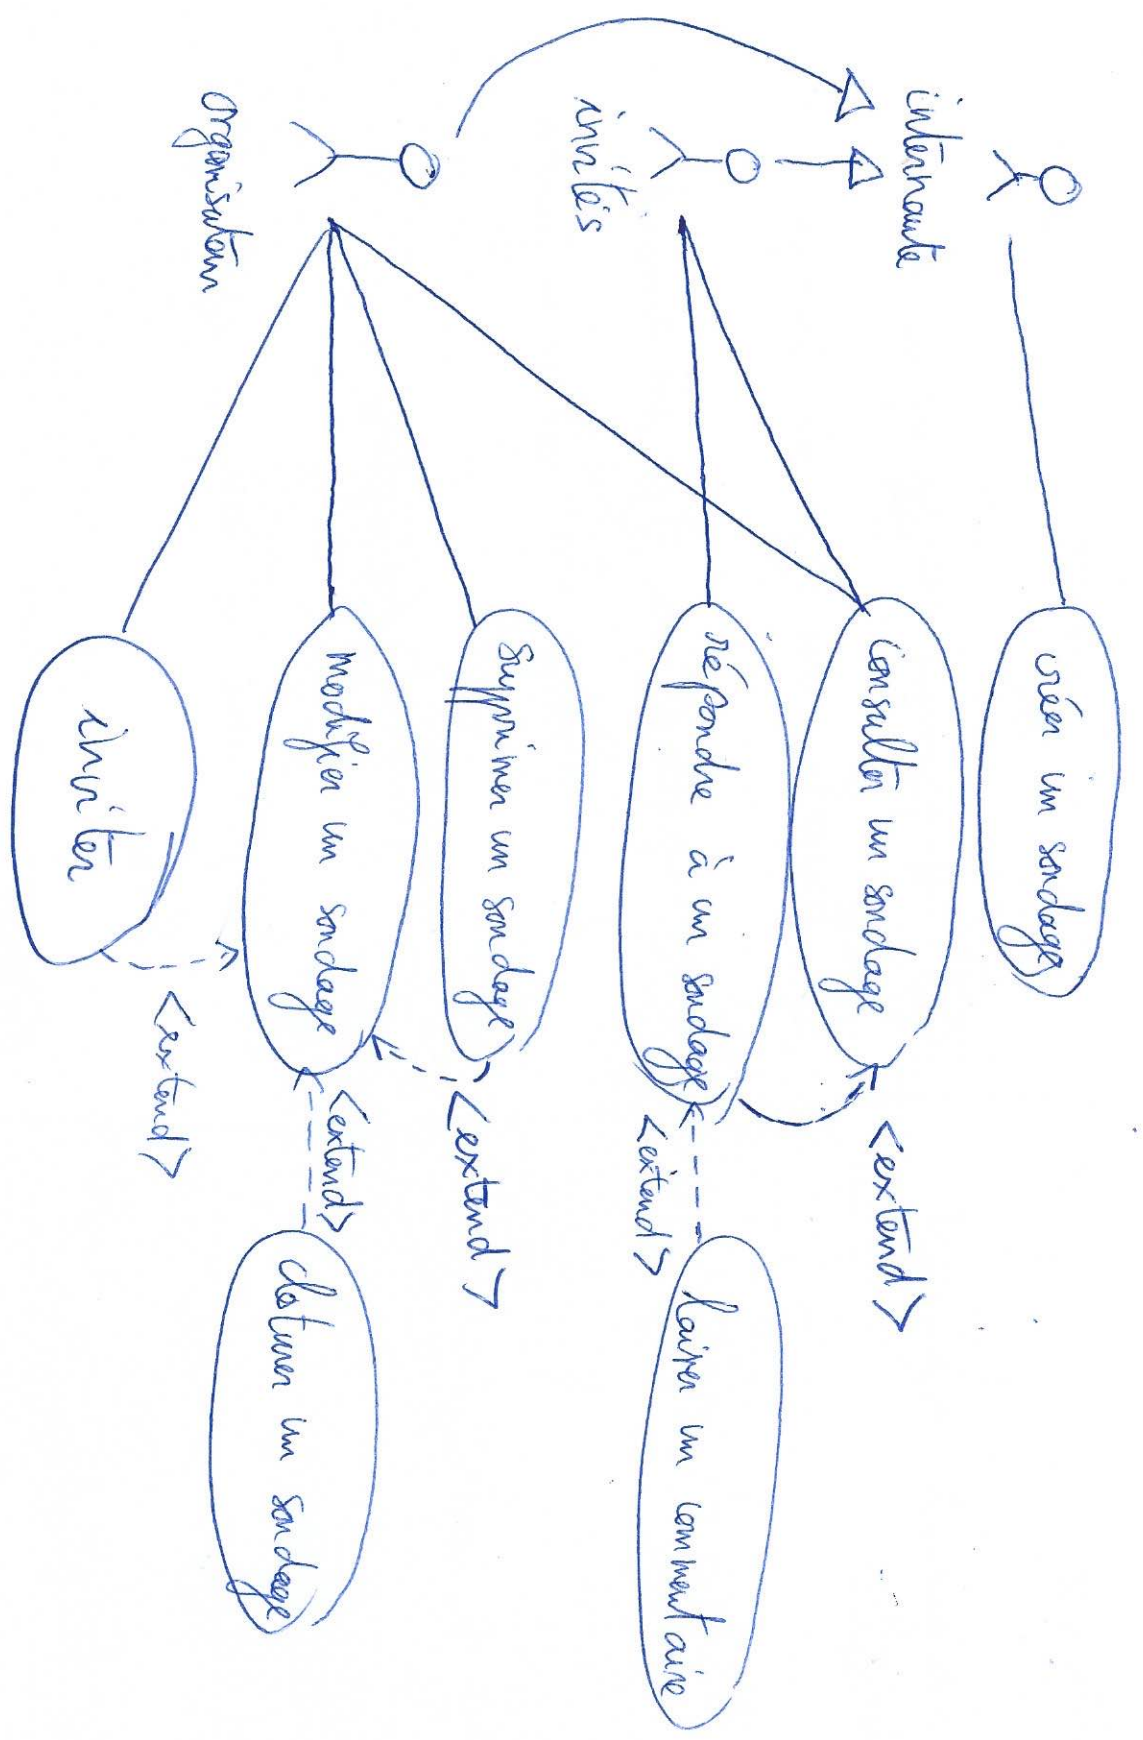 internaute
créer un sondage
consulter un sondage
<extend>
invités
répondre à un sondage
<extend>
laisser un commentaire
supprimer un sondage
<extend>
organisateur
modifier un sondage
<extend>
cloturer un sondage
inviter
<extend>